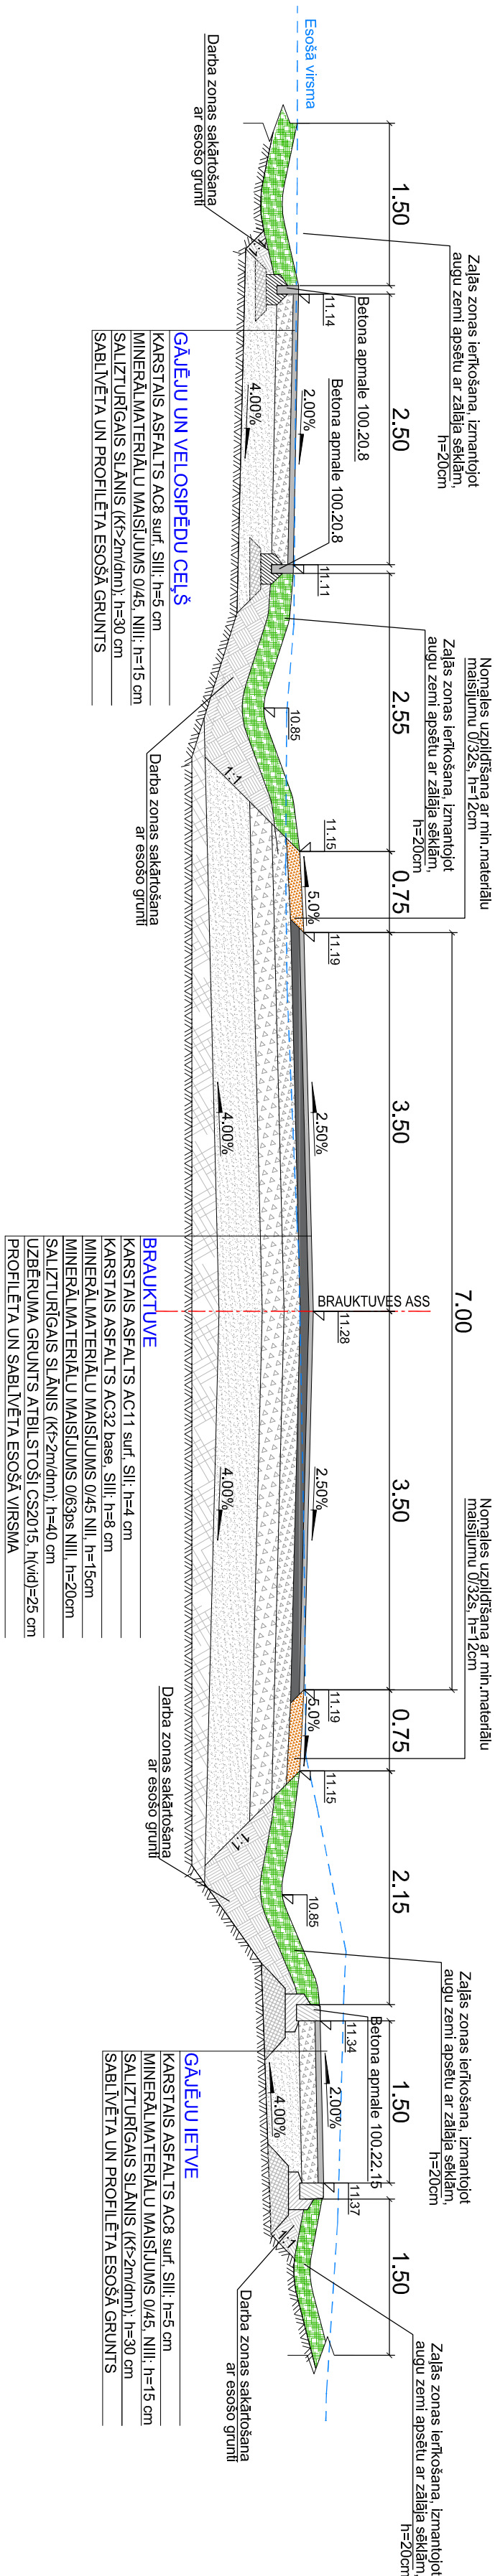 Esošā virsma
Darba zonas sakārtošana
ar esošo grunti
1.50
Zaļās zonas ierīkošana, izmantojot
augu zemi apsētu ar zālāja sēklām,
h=20cm
1:1
11.14
Betona apmale 100.20.8
2.50
2.00%
4.00%
Betona apmale 100.20.8
11.11
GĀJĒJU UN VELOSIPĒDU CEĻŠ
KARSTAIS ASFALTS AC8 surf, SIII; h=5 cm
MINERĀLMATERIĀLU MAISĪJUMS 0/45, NIII; h=15 cm
SALIZTURĪGAIS SLĀNIS (Kf>2m/dnn); h=30 cm
SABLĪVĒTA UN PROFILĒTA ESOŠĀ GRUNTS
2.55
Zaļās zonas ierīkošana, izmantojot
augu zemi apsētu ar zālāja sēklām,
h=20cm
10.85
1:1
Darba zonas sakārtošana
ar esošo grunti
Nomales uzpildīšana ar min.materiālu
maisījumu 0/32s, h=12cm
11.15
0.75
5.0%
11.19
3.50
2.50%
4.00%
7.00
BRAUKTUVES ASS
11.28
BRAUKTUVE
KARSTAIS ASFALTS AC11 surf, SII; h=4 cm
KARSTAIS ASFALTS AC32 base, SIII; h=8 cm
MINERĀLMATERIĀLU MAISĪJUMS 0/45 NII, h=15cm
MINERĀLMATERIĀLU MAISĪJUMS 0/63ps NIII, h=20cm
SALIZTURĪGAIS SLĀNIS (Kf>2m/dnn); h=40 cm
UZBĒRUMA GRUNTS ATBILSTOŠI CS2015, h(vid)=25 cm
PROFILĒTA UN SABLĪVĒTA ESOŠĀ VIRSMA
3.50
2.50%
4.00%
Nomales uzpildīšana ar min.materiālu
maisījumu 0/32s, h=12cm
11.19
5.0%
0.75
11.15
1:1
Darba zonas sakārtošana
ar esošo grunti
2.15
10.85
Zaļās zonas ierīkošana, izmantojot
augu zemi apsētu ar zālāja sēklām,
h=20cm
Betona apmale 100.22.15
11.34
1.50
2.00%
4.00%
11.37
GĀJĒJU IETVE
KARSTAIS ASFALTS AC8 surf, SIII; h=5 cm
MINERĀLMATERIĀLU MAISĪJUMS 0/45, NIII; h=15 cm
SALIZTURĪGAIS SLĀNIS (Kf>2m/dnn); h=30 cm
SABLĪVĒTA UN PROFILĒTA ESOŠĀ GRUNTS
1.50
1:1
Darba zonas sakārtošana
ar esošo grunti
Zaļās zonas ierīkošana, izmantojot
augu zemi apsētu ar zālāja sēklām,
h=20cm